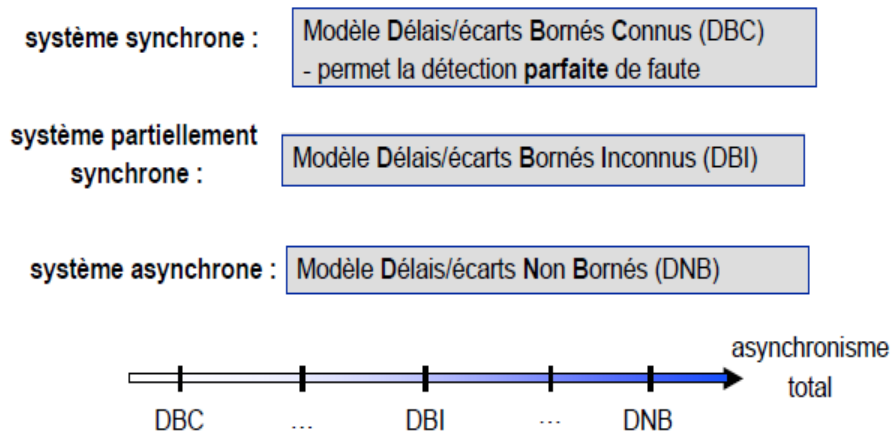 système synchrone :
Modèle Délais/écarts Bornés Connus (DBC)
- permet la détection parfaite de faute
système partiellement
synchrone :
Modèle Délais/écarts Bornés Inconnus (DBI)
système asynchrone :
Modèle Délais/écarts Non Bornés (DNB)
asynchronisme
total
DBC ... DBI ... DNB